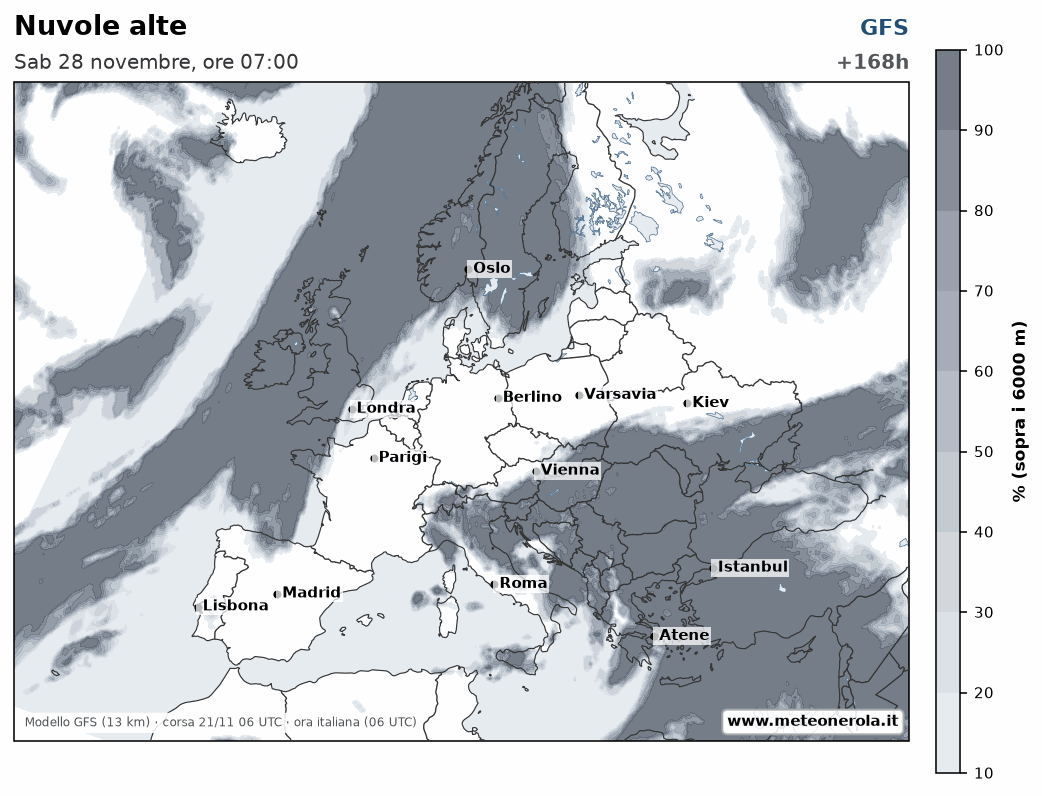 Nuvole alte
GFS
Sab 28 novembre, ore 07:00
+168h
Oslo
Londra
Berlino
Varsavia
Kiev
Parigi
Vienna
Istanbul
Roma
Madrid
Lisbona
Atene
Modello GFS (13 km) · corsa 21/11 06 UTC · ora italiana (06 UTC)
www.meteonerola.it
100
90
80
70
60
50
40
30
20
10
% (sopra i 6000 m)